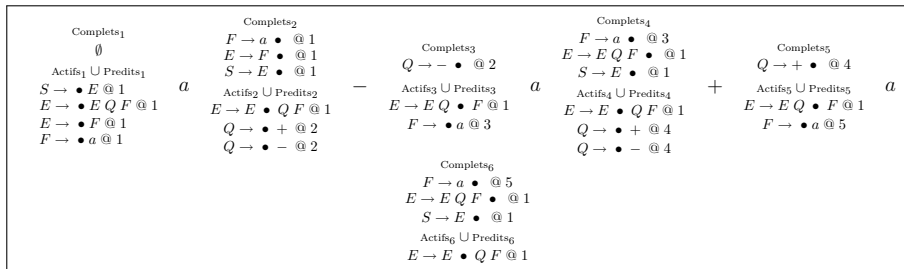 Complets₁
∅
Actifs₁ ∪ Predits₁
S → • E @ 1
E → • E Q F @ 1
E → • F @ 1
F → • a @ 1
a
Complets₂
F → a • @ 1
E → F • @ 1
S → E • @ 1
Actifs₂ ∪ Predits₂
E → E • Q F @ 1
Q → • + @ 2
Q → • − @ 2
−
Complets₃
Q → − • @ 2
Actifs₃ ∪ Predits₃
E → E Q • F @ 1
F → • a @ 3
a
Complets₄
F → a • @ 3
E → E Q F • @ 1
S → E • @ 1
Actifs₄ ∪ Predits₄
E → E • Q F @ 1
Q → • + @ 4
Q → • − @ 4
+
Complets₅
Q → + • @ 4
Actifs₅ ∪ Predits₅
E → E Q • F @ 1
F → • a @ 5
a
Complets₆
F → a • @ 5
E → E Q F • @ 1
S → E • @ 1
Actifs₆ ∪ Predits₆
E → E • Q F @ 1